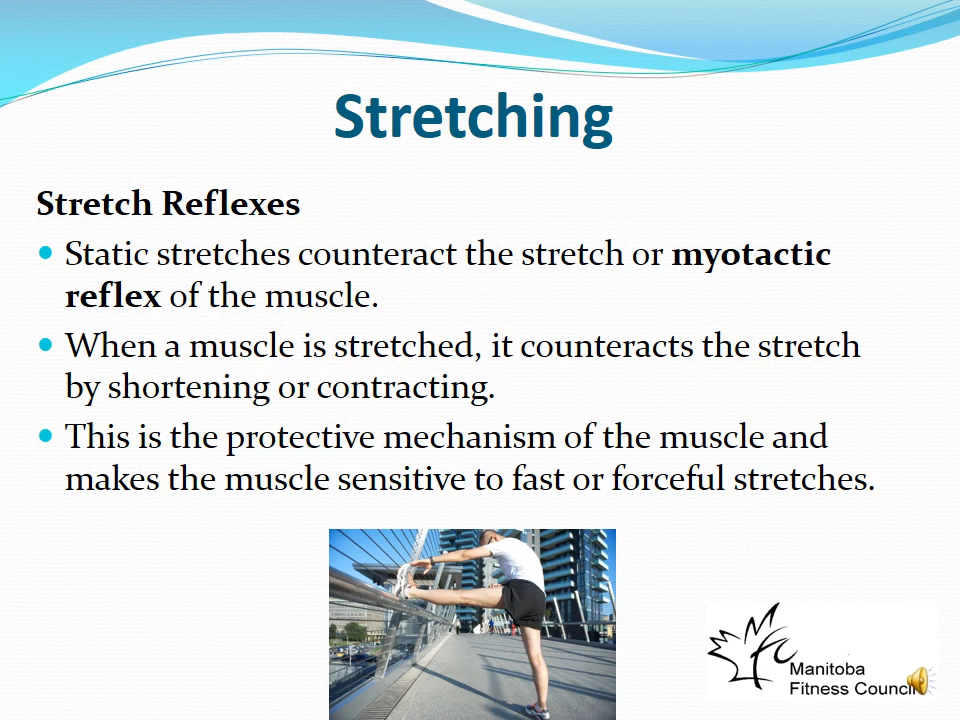 Stretching
Stretch Reflexes
Static stretches counteract the stretch or myotactic
reflex of the muscle.
When a muscle is stretched, it counteracts the stretch
by shortening or contracting.
This is the protective mechanism of the muscle and
makes the muscle sensitive to fast or forceful stretches.
Manitoba
Fitness Council